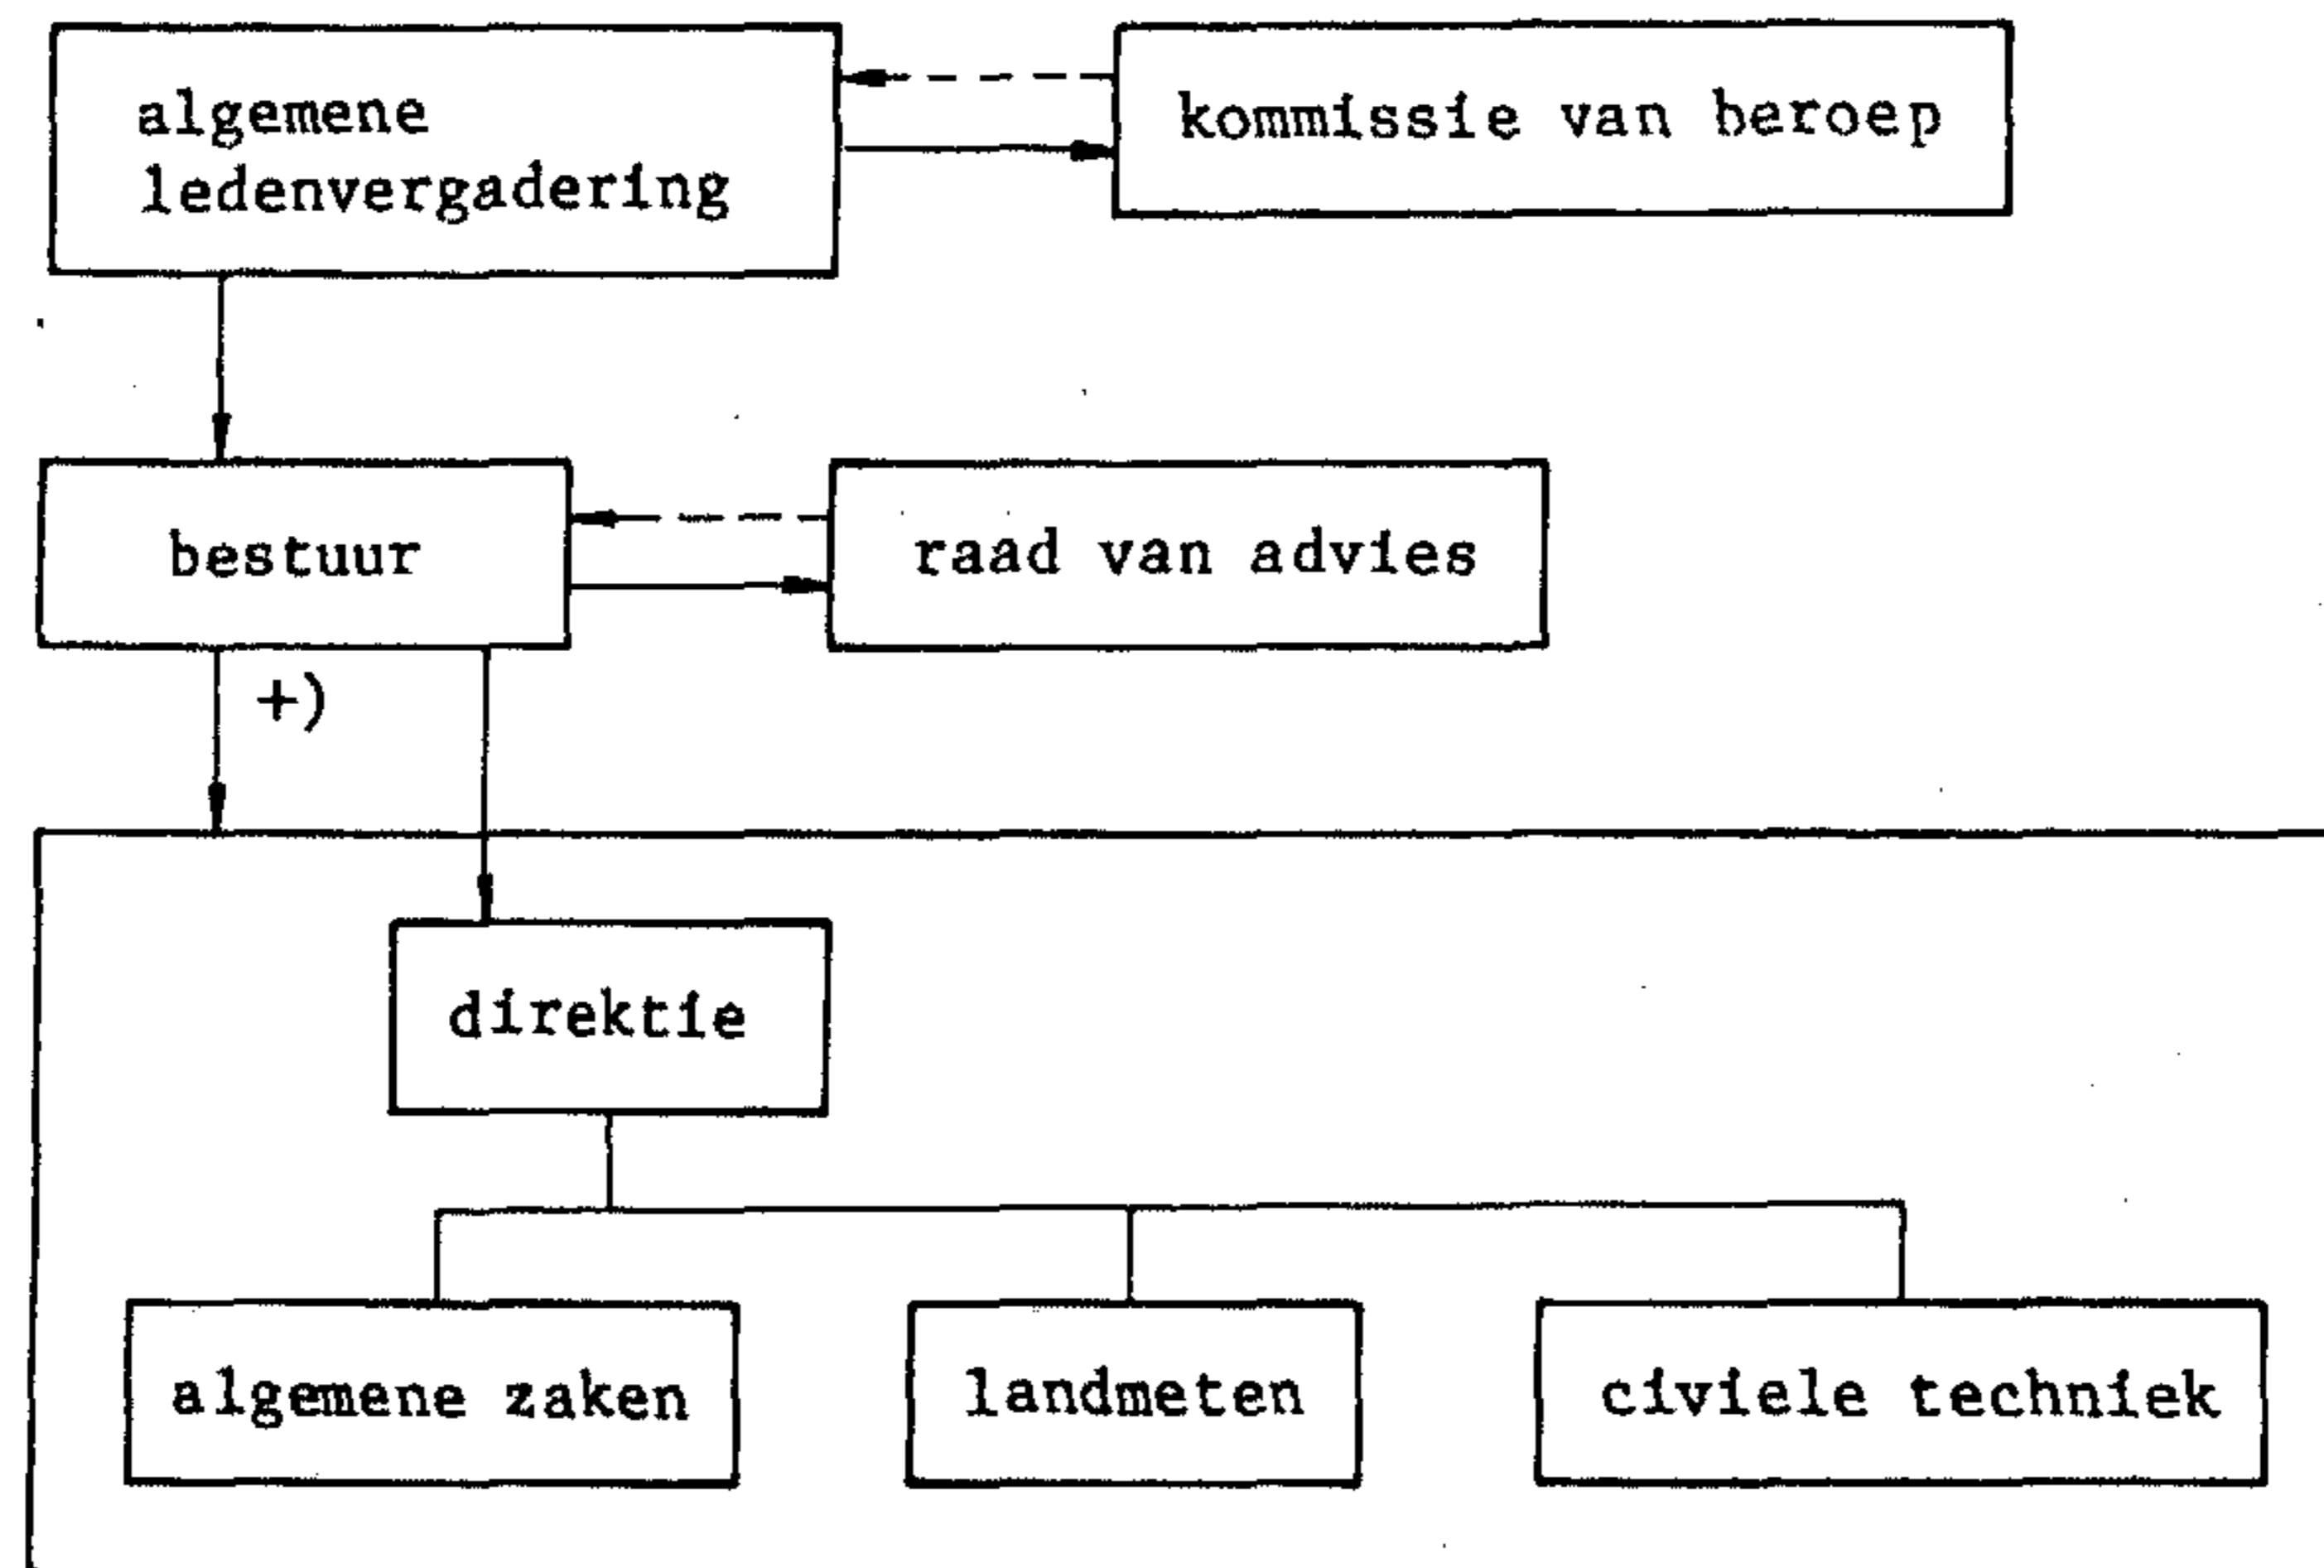 algemene
ledenvergadering
kommissie van beroep
bestuur
raad van advies
+)
direktie
algemene zaken
landmeten
civiele techniek